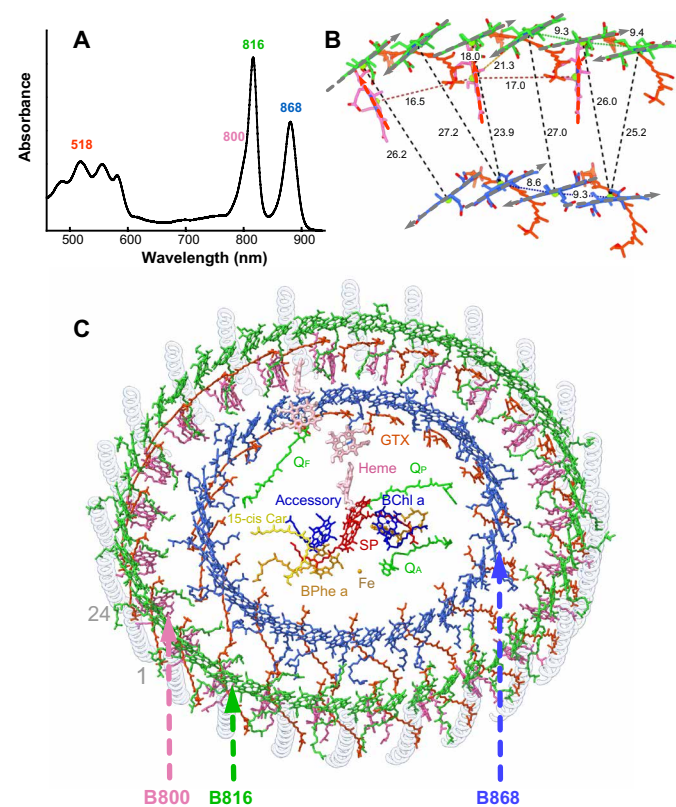 A
816
868
800
518
Absorbance
500 600 700 800 900
Wavelength (nm)
B
9.3
9.4
18.0
21.3
16.5
17.0
26.0
27.2
23.9
27.0
25.2
26.2
8.6
9.3
C
GTX
QF
Heme
QP
Accessory
BChl a
15-cis Car
SP
BPhe a
Fe
QA
24
1
B800
B816
B868